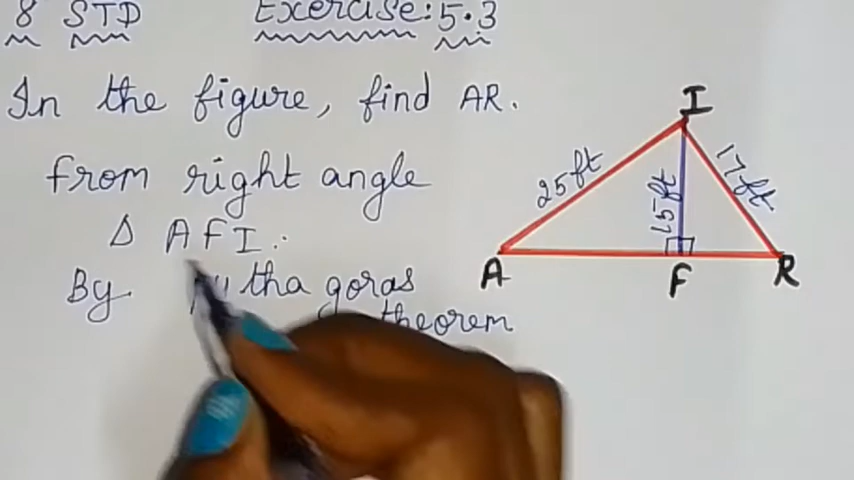 8 STD Exercise: 5.3
In the figure, find AR.
from right angle
Δ AFI.
By Pythagoras
theorem
I
25 ft
15 ft
17 ft
A
F
R